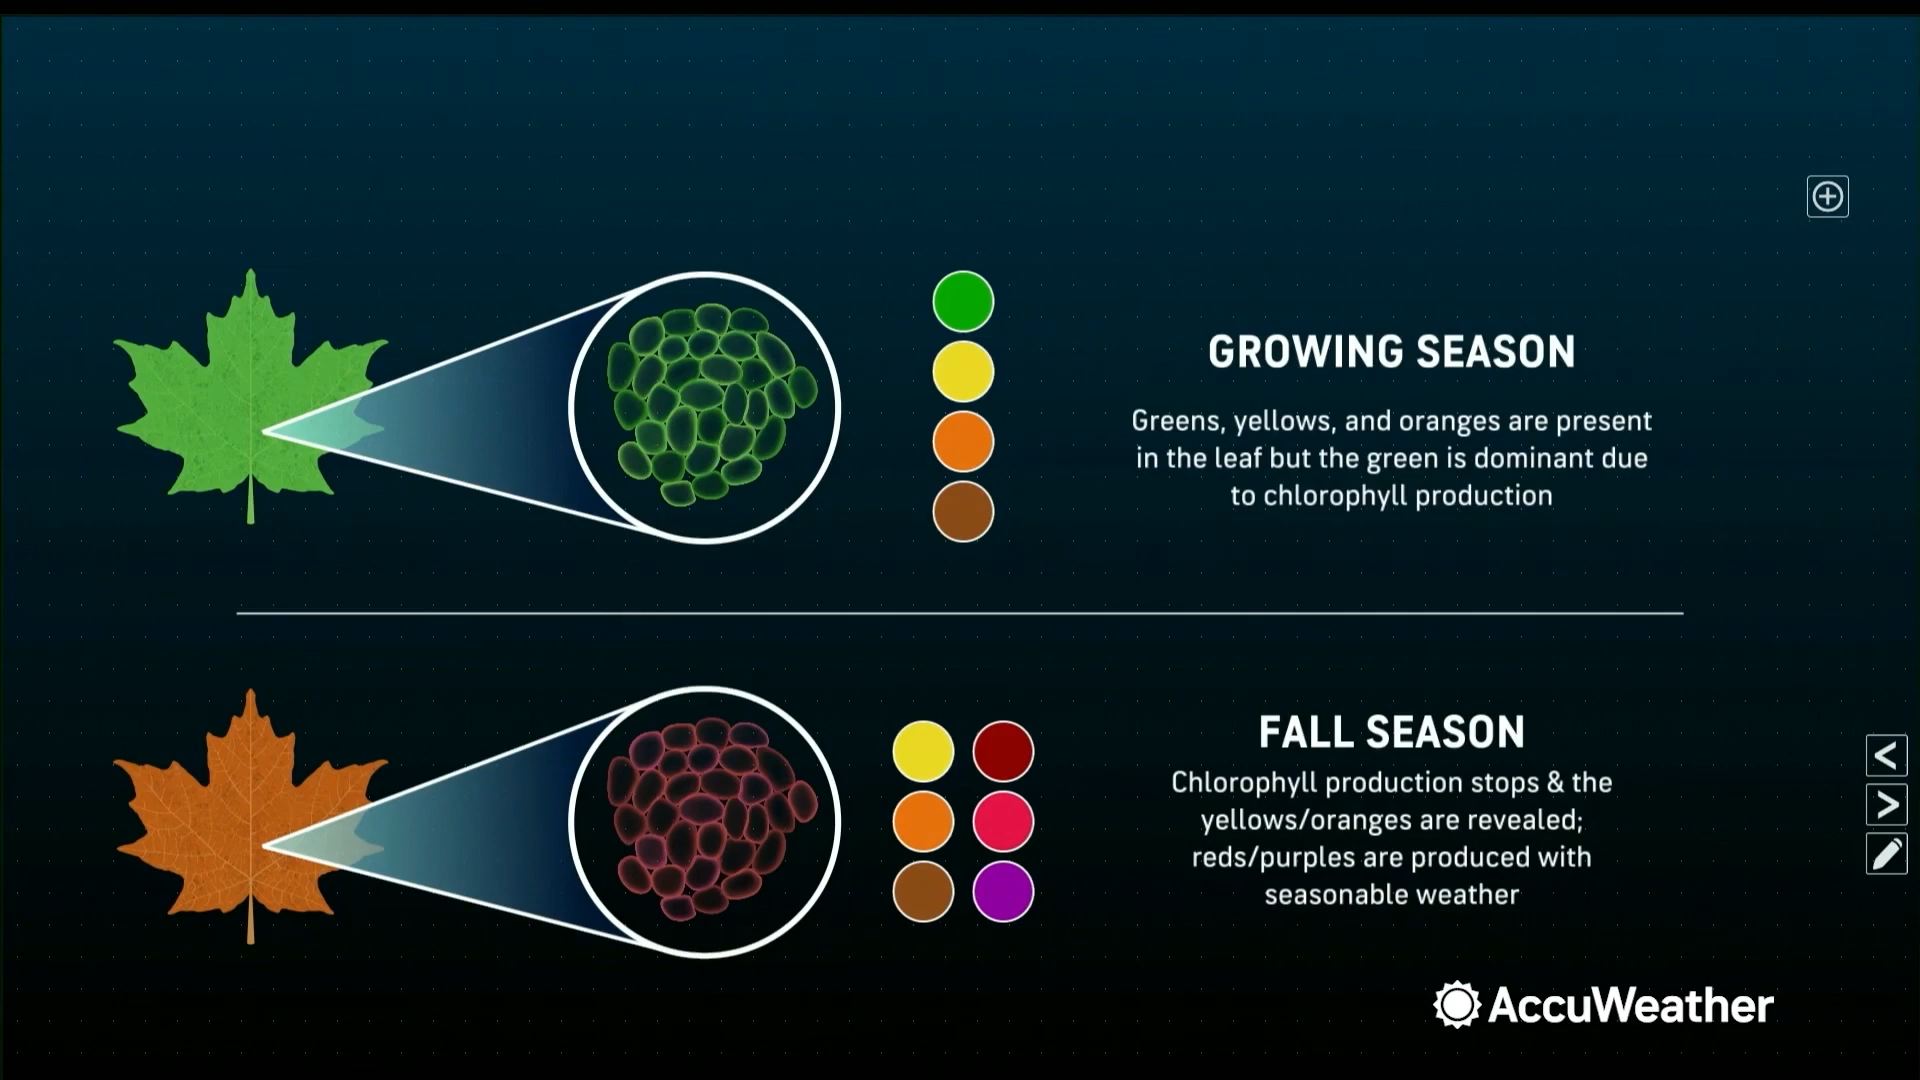 GROWING SEASON
Greens, yellows, and oranges are present
in the leaf but the green is dominant due
to chlorophyll production
FALL SEASON
Chlorophyll production stops & the
yellows/oranges are revealed;
reds/purples are produced with
seasonable weather
AccuWeather